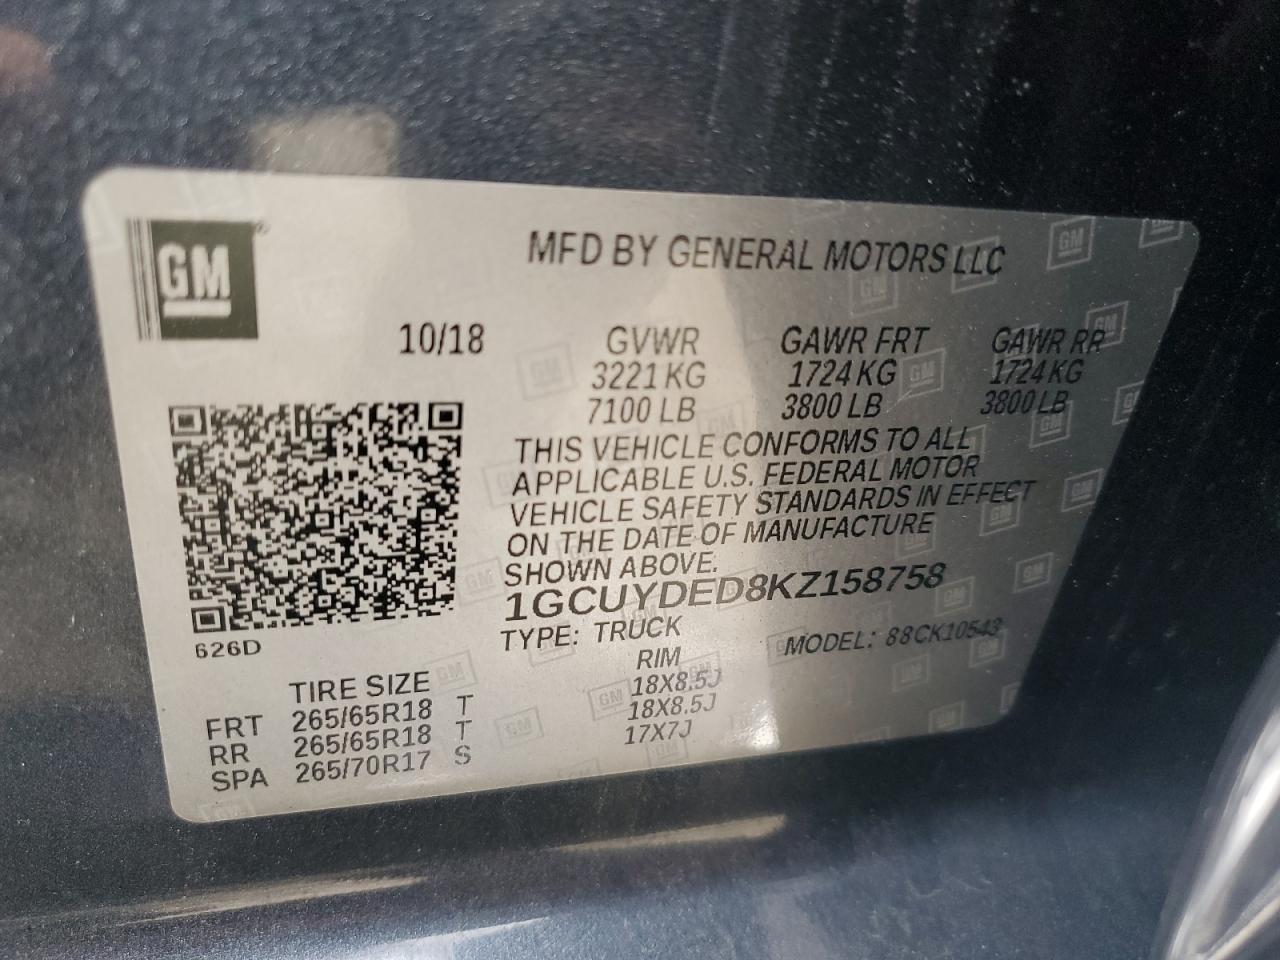 GM
MFD BY GENERAL MOTORS LLC
10/18 GVWR GAWR FRT GAWR RR
3221 KG 1724 KG 1724 KG
7100 LB 3800 LB 3800 LB
THIS VEHICLE CONFORMS TO ALL
APPLICABLE U.S. FEDERAL MOTOR
VEHICLE SAFETY STANDARDS IN EFFECT
ON THE DATE OF MANUFACTURE
SHOWN ABOVE.
1GCUYDED8KZ158758
626D TYPE: TRUCK MODEL: 88CK10543
TIRE SIZE RIM
FRT 265/65R18 T 18X8.5J
RR 265/65R18 T 18X8.5J
SPA 265/70R17 S 17X7J